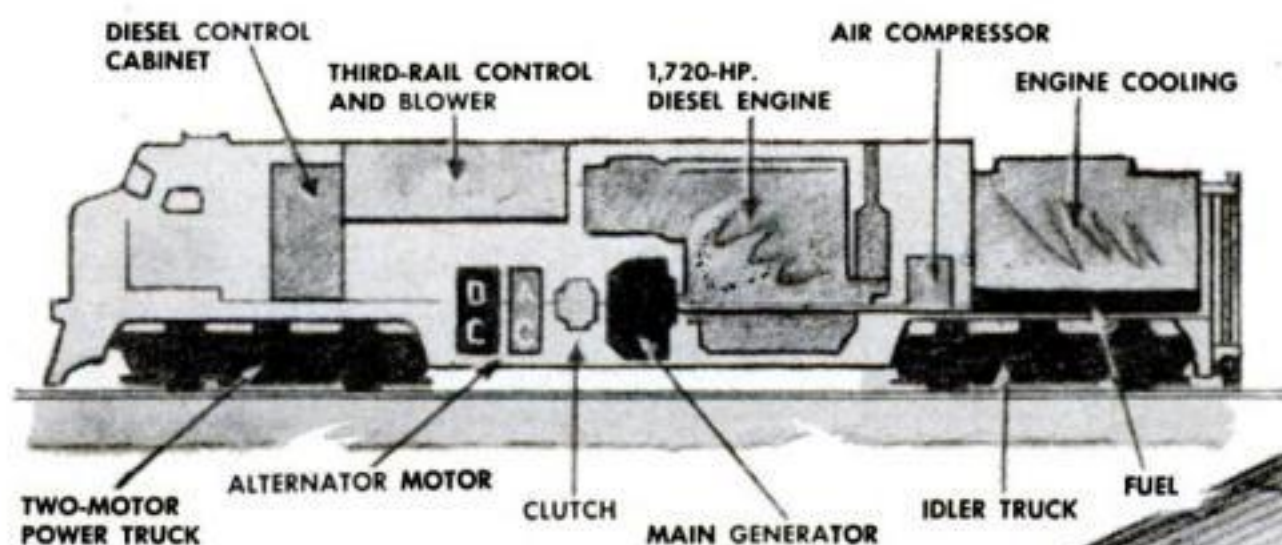 DIESEL CONTROL
CABINET
THIRD-RAIL CONTROL
AND BLOWER
1,720-HP.
DIESEL ENGINE
AIR COMPRESSOR
ENGINE COOLING
D
C
A
C
TWO-MOTOR
POWER TRUCK
ALTERNATOR MOTOR
CLUTCH
MAIN GENERATOR
IDLER TRUCK
FUEL